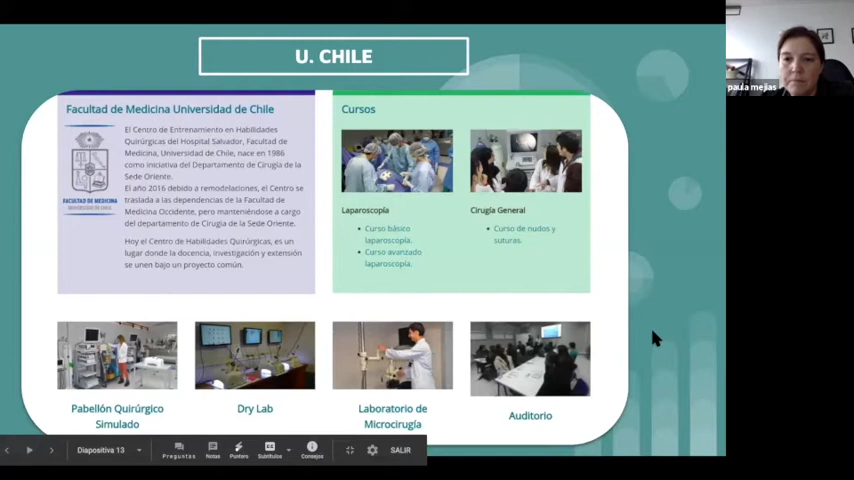 U. CHILE
paula mejias
Facultad de Medicina Universidad de Chile
El Centro de Entrenamiento en Habilidades
Quirúrgicas del Hospital Salvador, Facultad de
Medicina, Universidad de Chile, nace en 1986
como iniciativa del Departamento de Cirugía de la
Sede Oriente.
El año 2016 debido a remodelaciones, el Centro se
traslada a las dependencias de la Facultad de
Medicina Occidente, pero manteniéndose a cargo
del departamento de Cirugía de la Sede Oriente.
Hoy el Centro de Habilidades Quirúrgicas, es un
lugar donde la docencia, investigación y extensión
se unen bajo un proyecto común.
FACULTAD DE MEDICINA
UNIVERSIDAD DE CHILE
Cursos
Laparoscopía
Curso básico
laparoscopía.
Curso avanzado
laparoscopía.
Cirugía General
Curso de nudos y
suturas.
Pabellón Quirúrgico
Simulado
Dry Lab
Laboratorio de
Microcirugía
Auditorio
Diapositiva 13
Preguntas
Notas
Puntero
Subtítulos
Consejos
SALIR